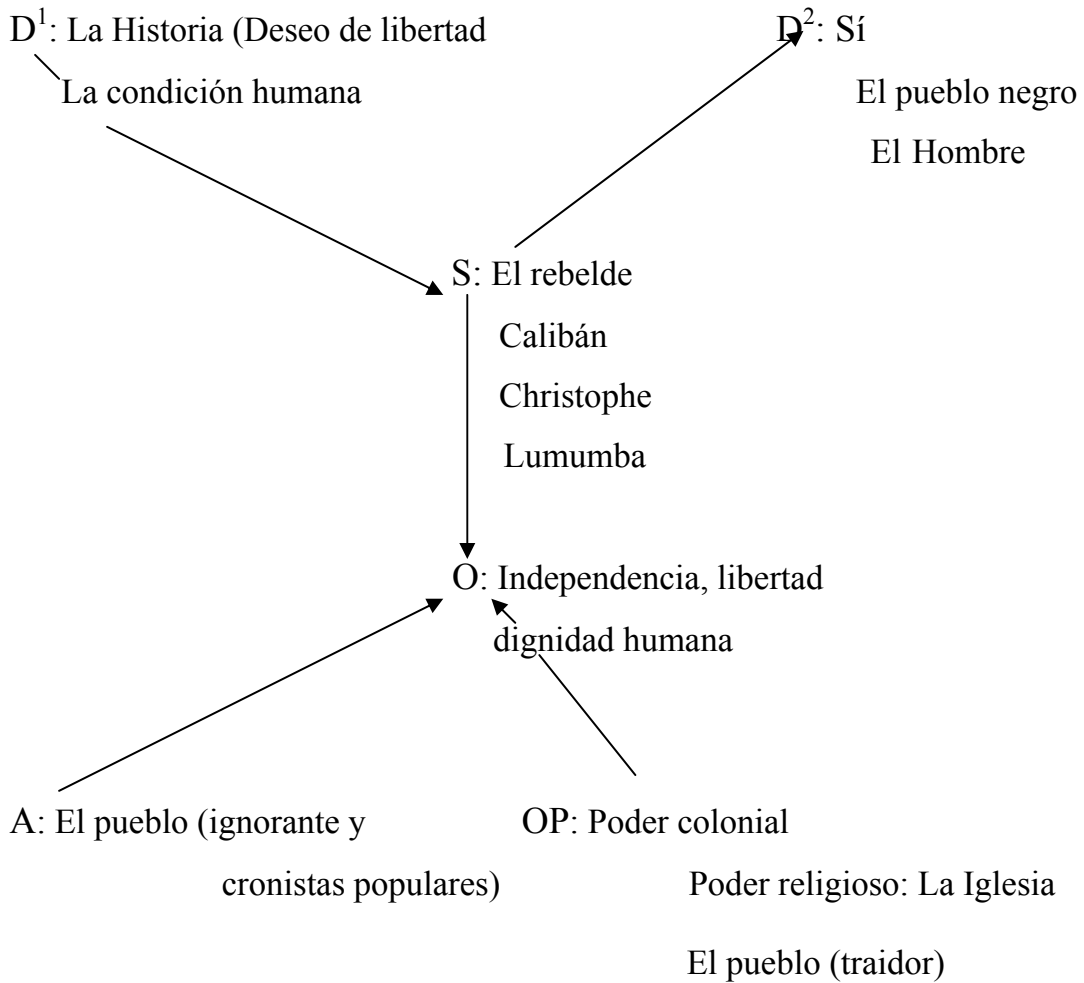 D¹: La Historia (Deseo de libertad
D²: Sí
La condición humana
El pueblo negro
El Hombre
S: El rebelde
Calibán
Christophe
Lumumba
O: Independencia, libertad
dignidad humana
A: El pueblo (ignorante y
OP: Poder colonial
cronistas populares)
Poder religioso: La Iglesia
El pueblo (traidor)